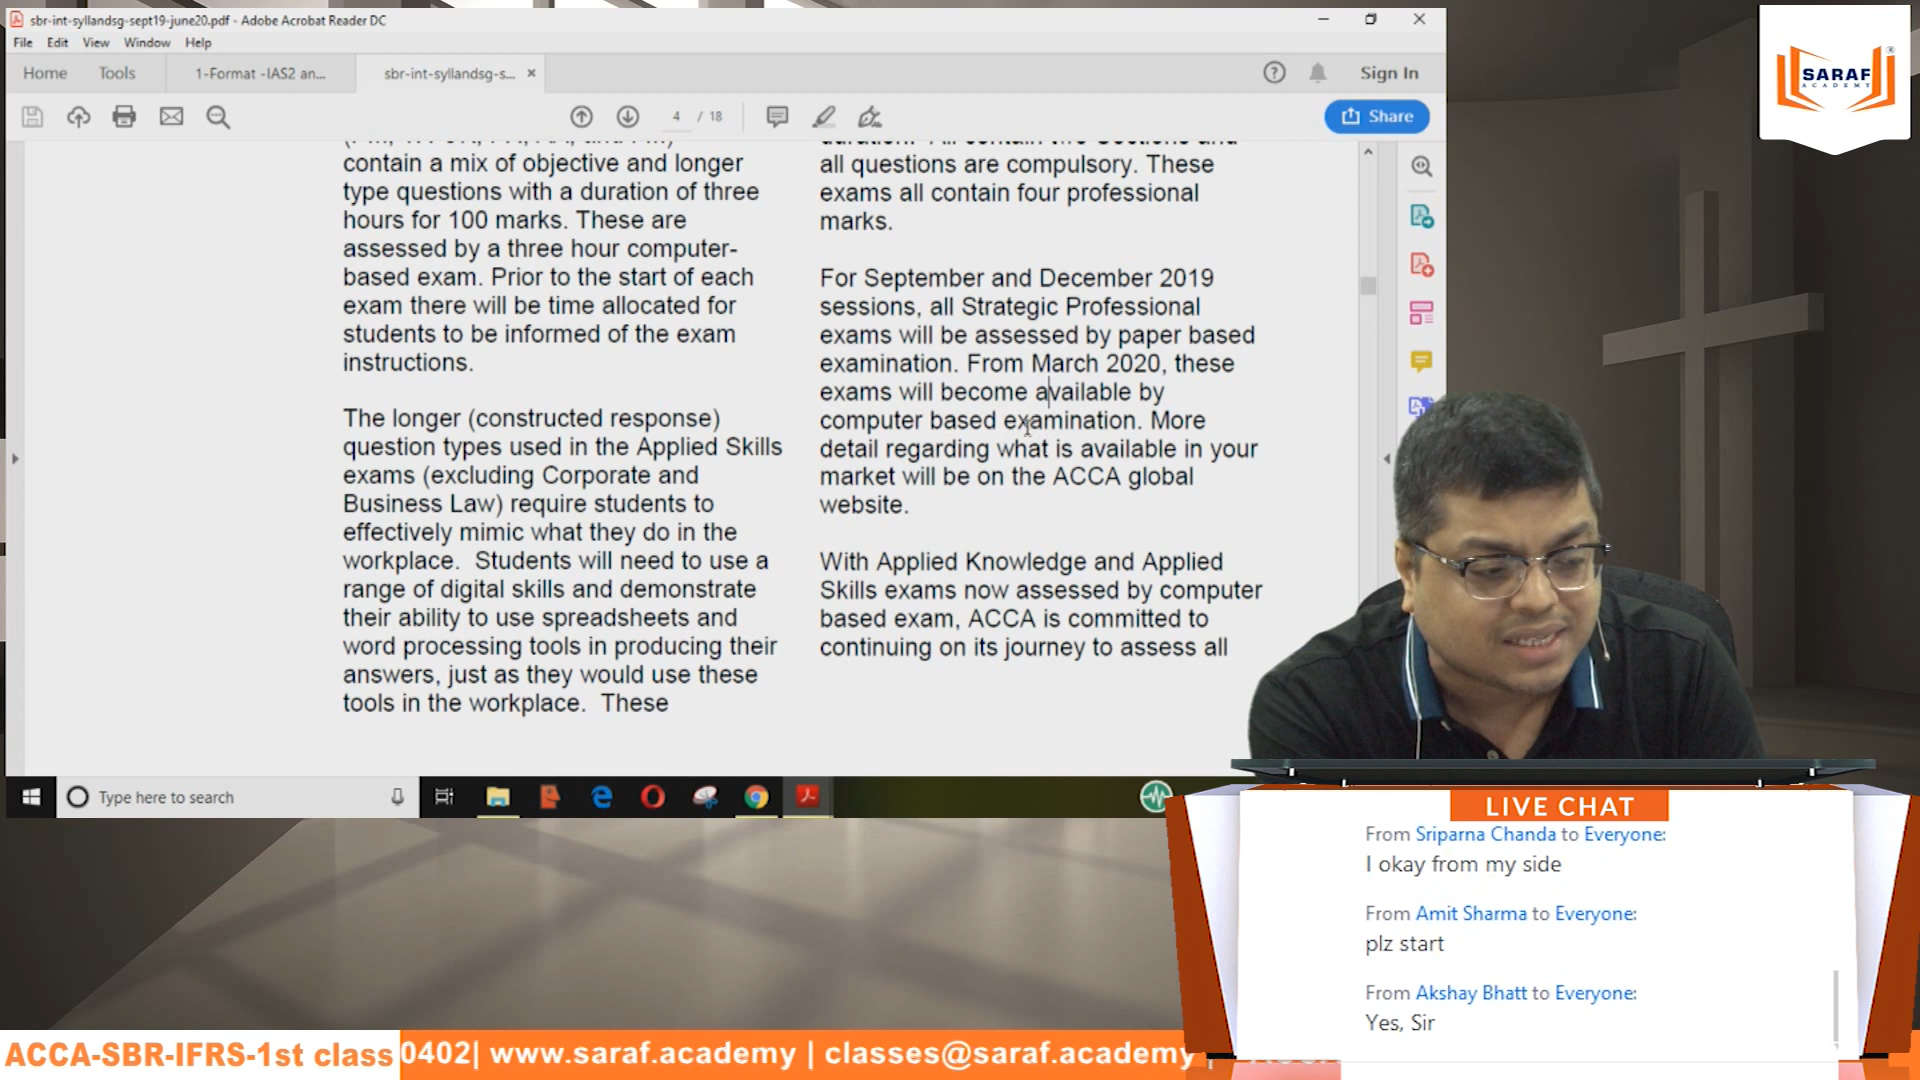 sbr-int-syllandsg-sept19-june20.pdf - Adobe Acrobat Reader DC
File Edit View Window Help
Home Tools 1-Format -IAS2 an... sbr-int-syllandsg-s... × Sign In
4 / 18 Share
contain a mix of objective and longer
type questions with a duration of three
hours for 100 marks. These are
assessed by a three hour computer-
based exam. Prior to the start of each
exam there will be time allocated for
students to be informed of the exam
instructions.
The longer (constructed response)
question types used in the Applied Skills
exams (excluding Corporate and
Business Law) require students to
effectively mimic what they do in the
workplace. Students will need to use a
range of digital skills and demonstrate
their ability to use spreadsheets and
word processing tools in producing their
answers, just as they would use these
tools in the workplace. These
duration. All contain two Sections and
all questions are compulsory. These
exams all contain four professional
marks.
For September and December 2019
sessions, all Strategic Professional
exams will be assessed by paper based
examination. From March 2020, these
exams will become available by
computer based examination. More
detail regarding what is available in your
market will be on the ACCA global
website.
With Applied Knowledge and Applied
Skills exams now assessed by computer
based exam, ACCA is committed to
continuing on its journey to assess all
Type here to search
SARAF
ACADEMY
LIVE CHAT
From Sriparna Chanda to Everyone:
I okay from my side
From Amit Sharma to Everyone:
plz start
From Akshay Bhatt to Everyone:
Yes, Sir
ACCA-SBR-IFRS-1st class 0402| www.saraf.academy | classes@saraf.academy |